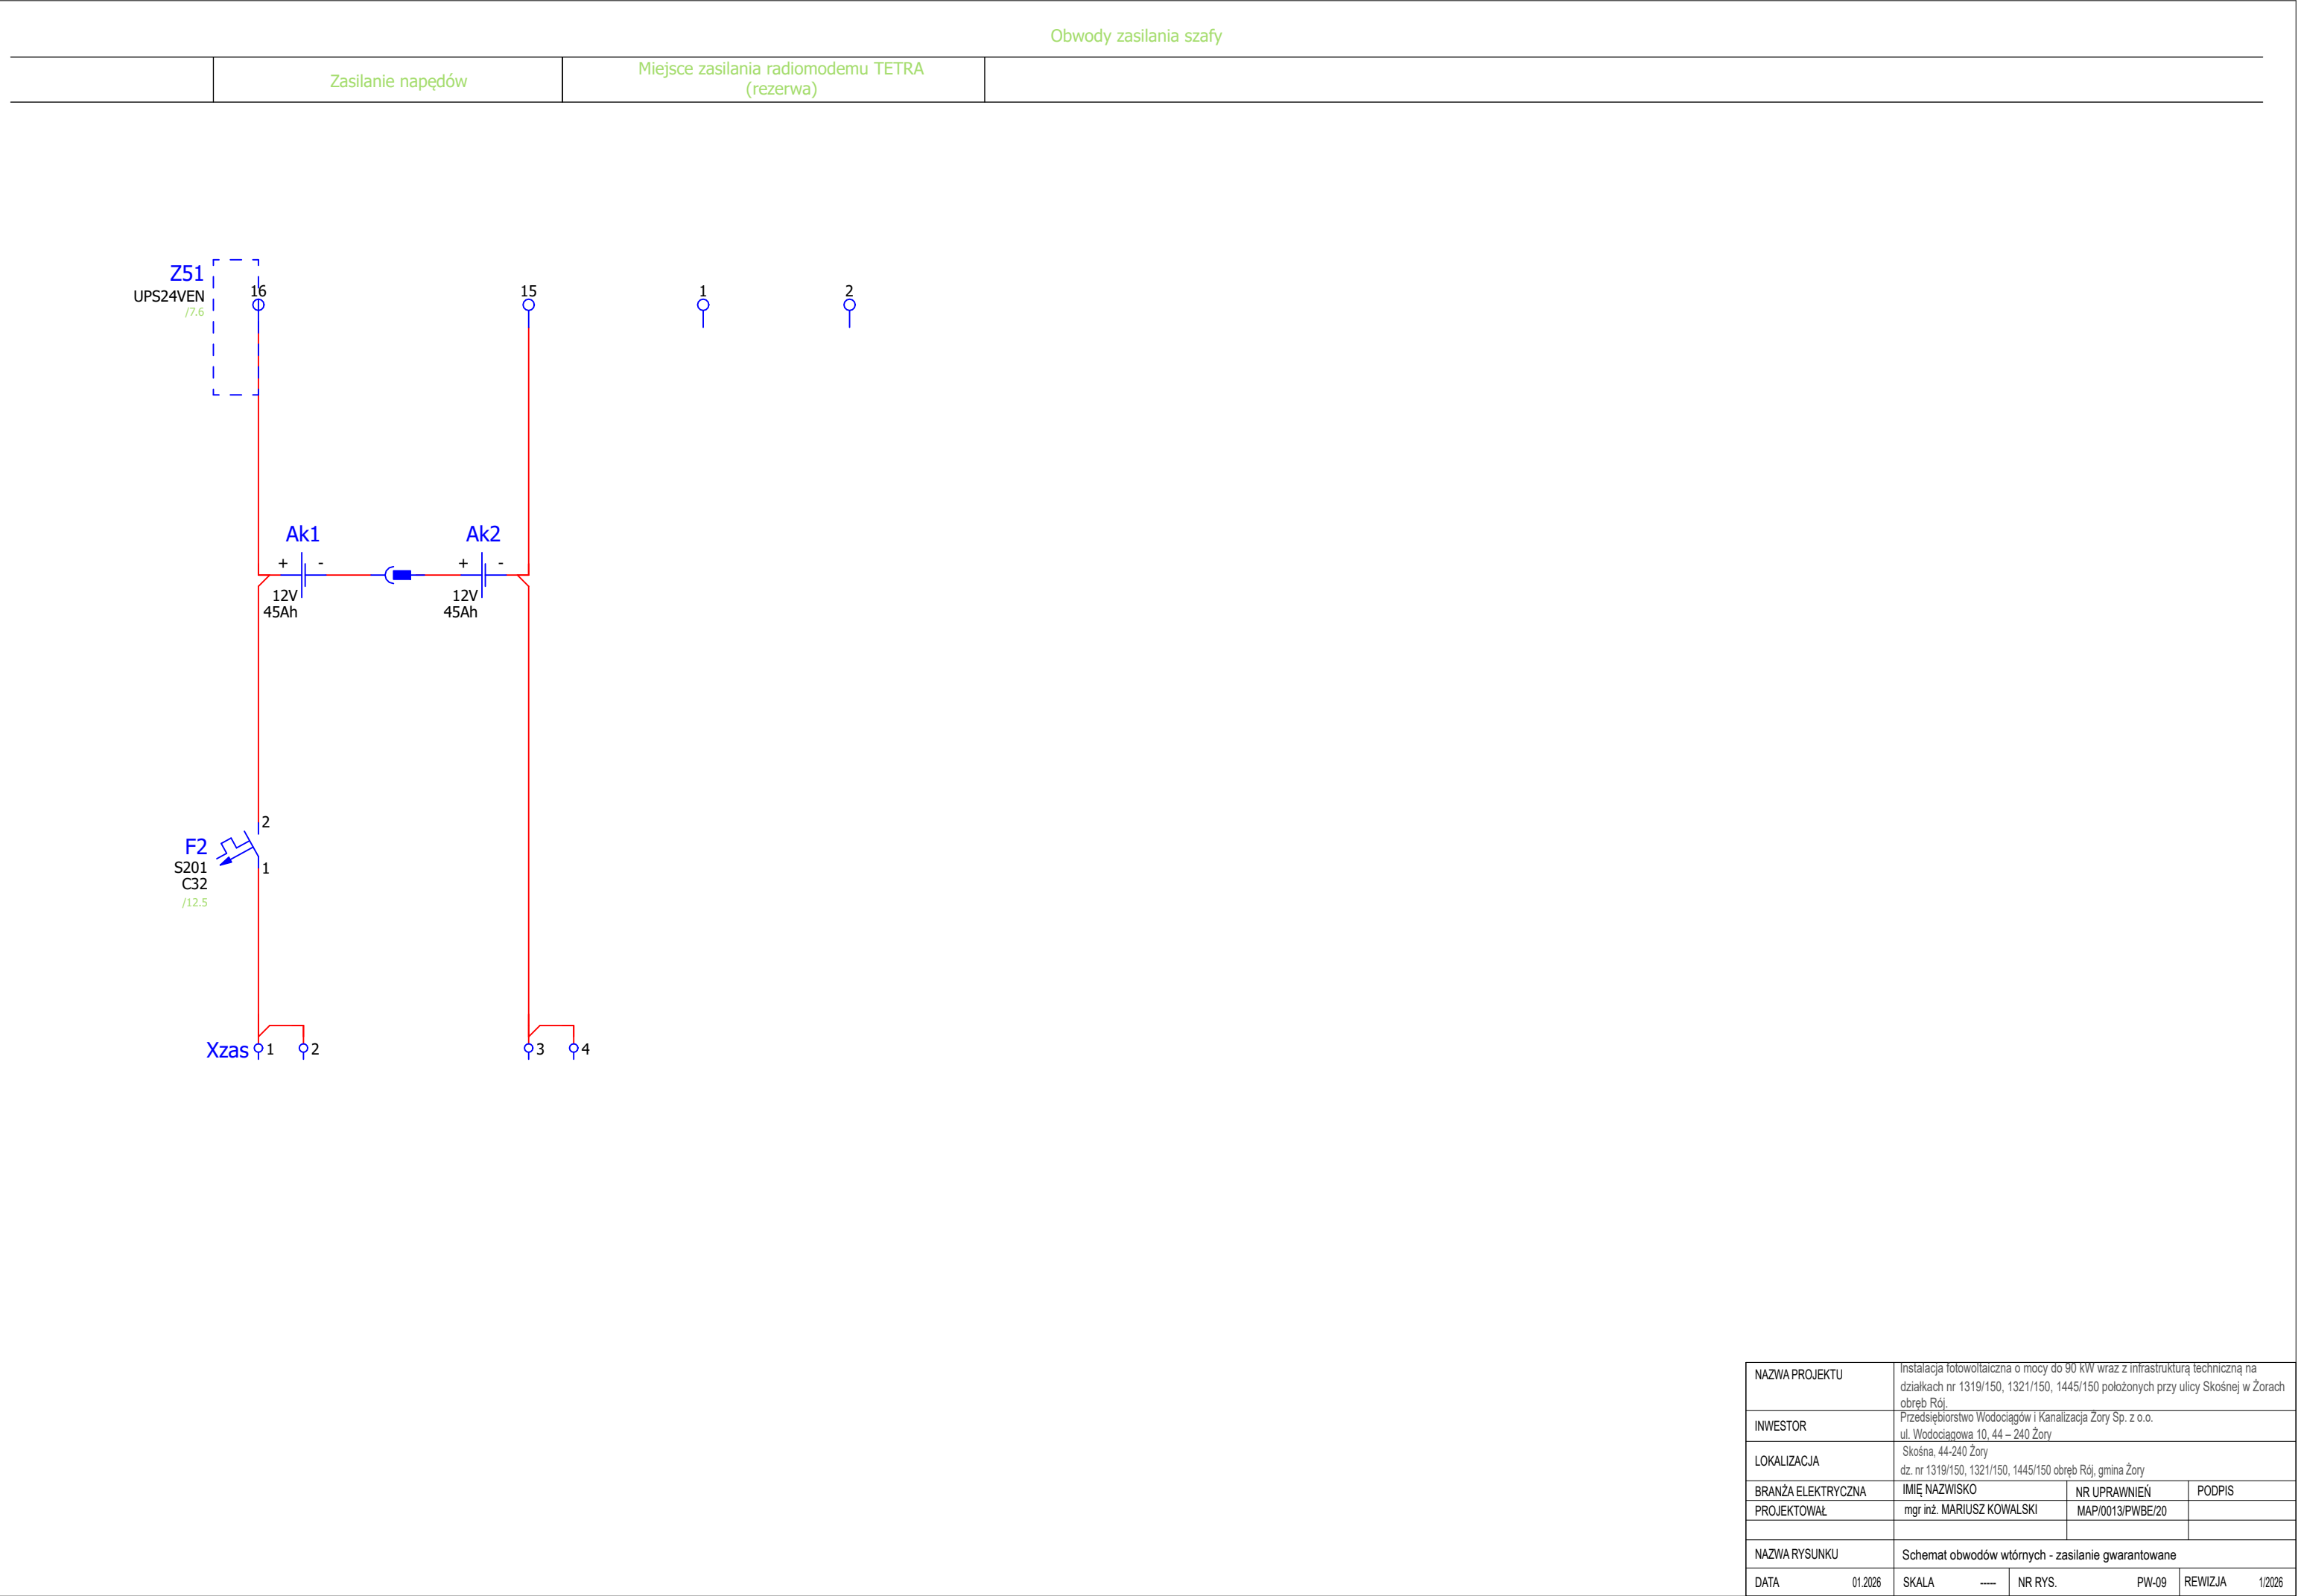 Obwody zasilania szafy
Zasilanie napędów
Miejsce zasilania radiomodemu TETRA
(rezerwa)
Z51
UPS24VEN
/7.6
16
15
1
2
Ak1
Ak2
+ -
+ -
12V
45Ah
12V
45Ah
2
F2
S201
C32
/12.5
1
Xzas 1 2 3 4
NAZWA PROJEKTU
Instalacja fotowoltaiczna o mocy do 90 kW wraz z infrastrukturą techniczną na
działkach nr 1319/150, 1321/150, 1445/150 położonych przy ulicy Skośnej w Żorach
obręb Rój.
INWESTOR
Przedsiębiorstwo Wodociągów i Kanalizacja Żory Sp. z o.o.
ul. Wodociągowa 10, 44 – 240 Żory
LOKALIZACJA
Skośna, 44-240 Żory
dz. nr 1319/150, 1321/150, 1445/150 obręb Rój, gmina Żory
BRANŻA ELEKTRYCZNA IMIĘ NAZWISKO NR UPRAWNIEŃ PODPIS
PROJEKTOWAŁ mgr inż. MARIUSZ KOWALSKI MAP/0013/PWBE/20
NAZWA RYSUNKU Schemat obwodów wtórnych - zasilanie gwarantowane
DATA 01.2026 SKALA ----- NR RYS. PW-09 REWIZJA 1/2026